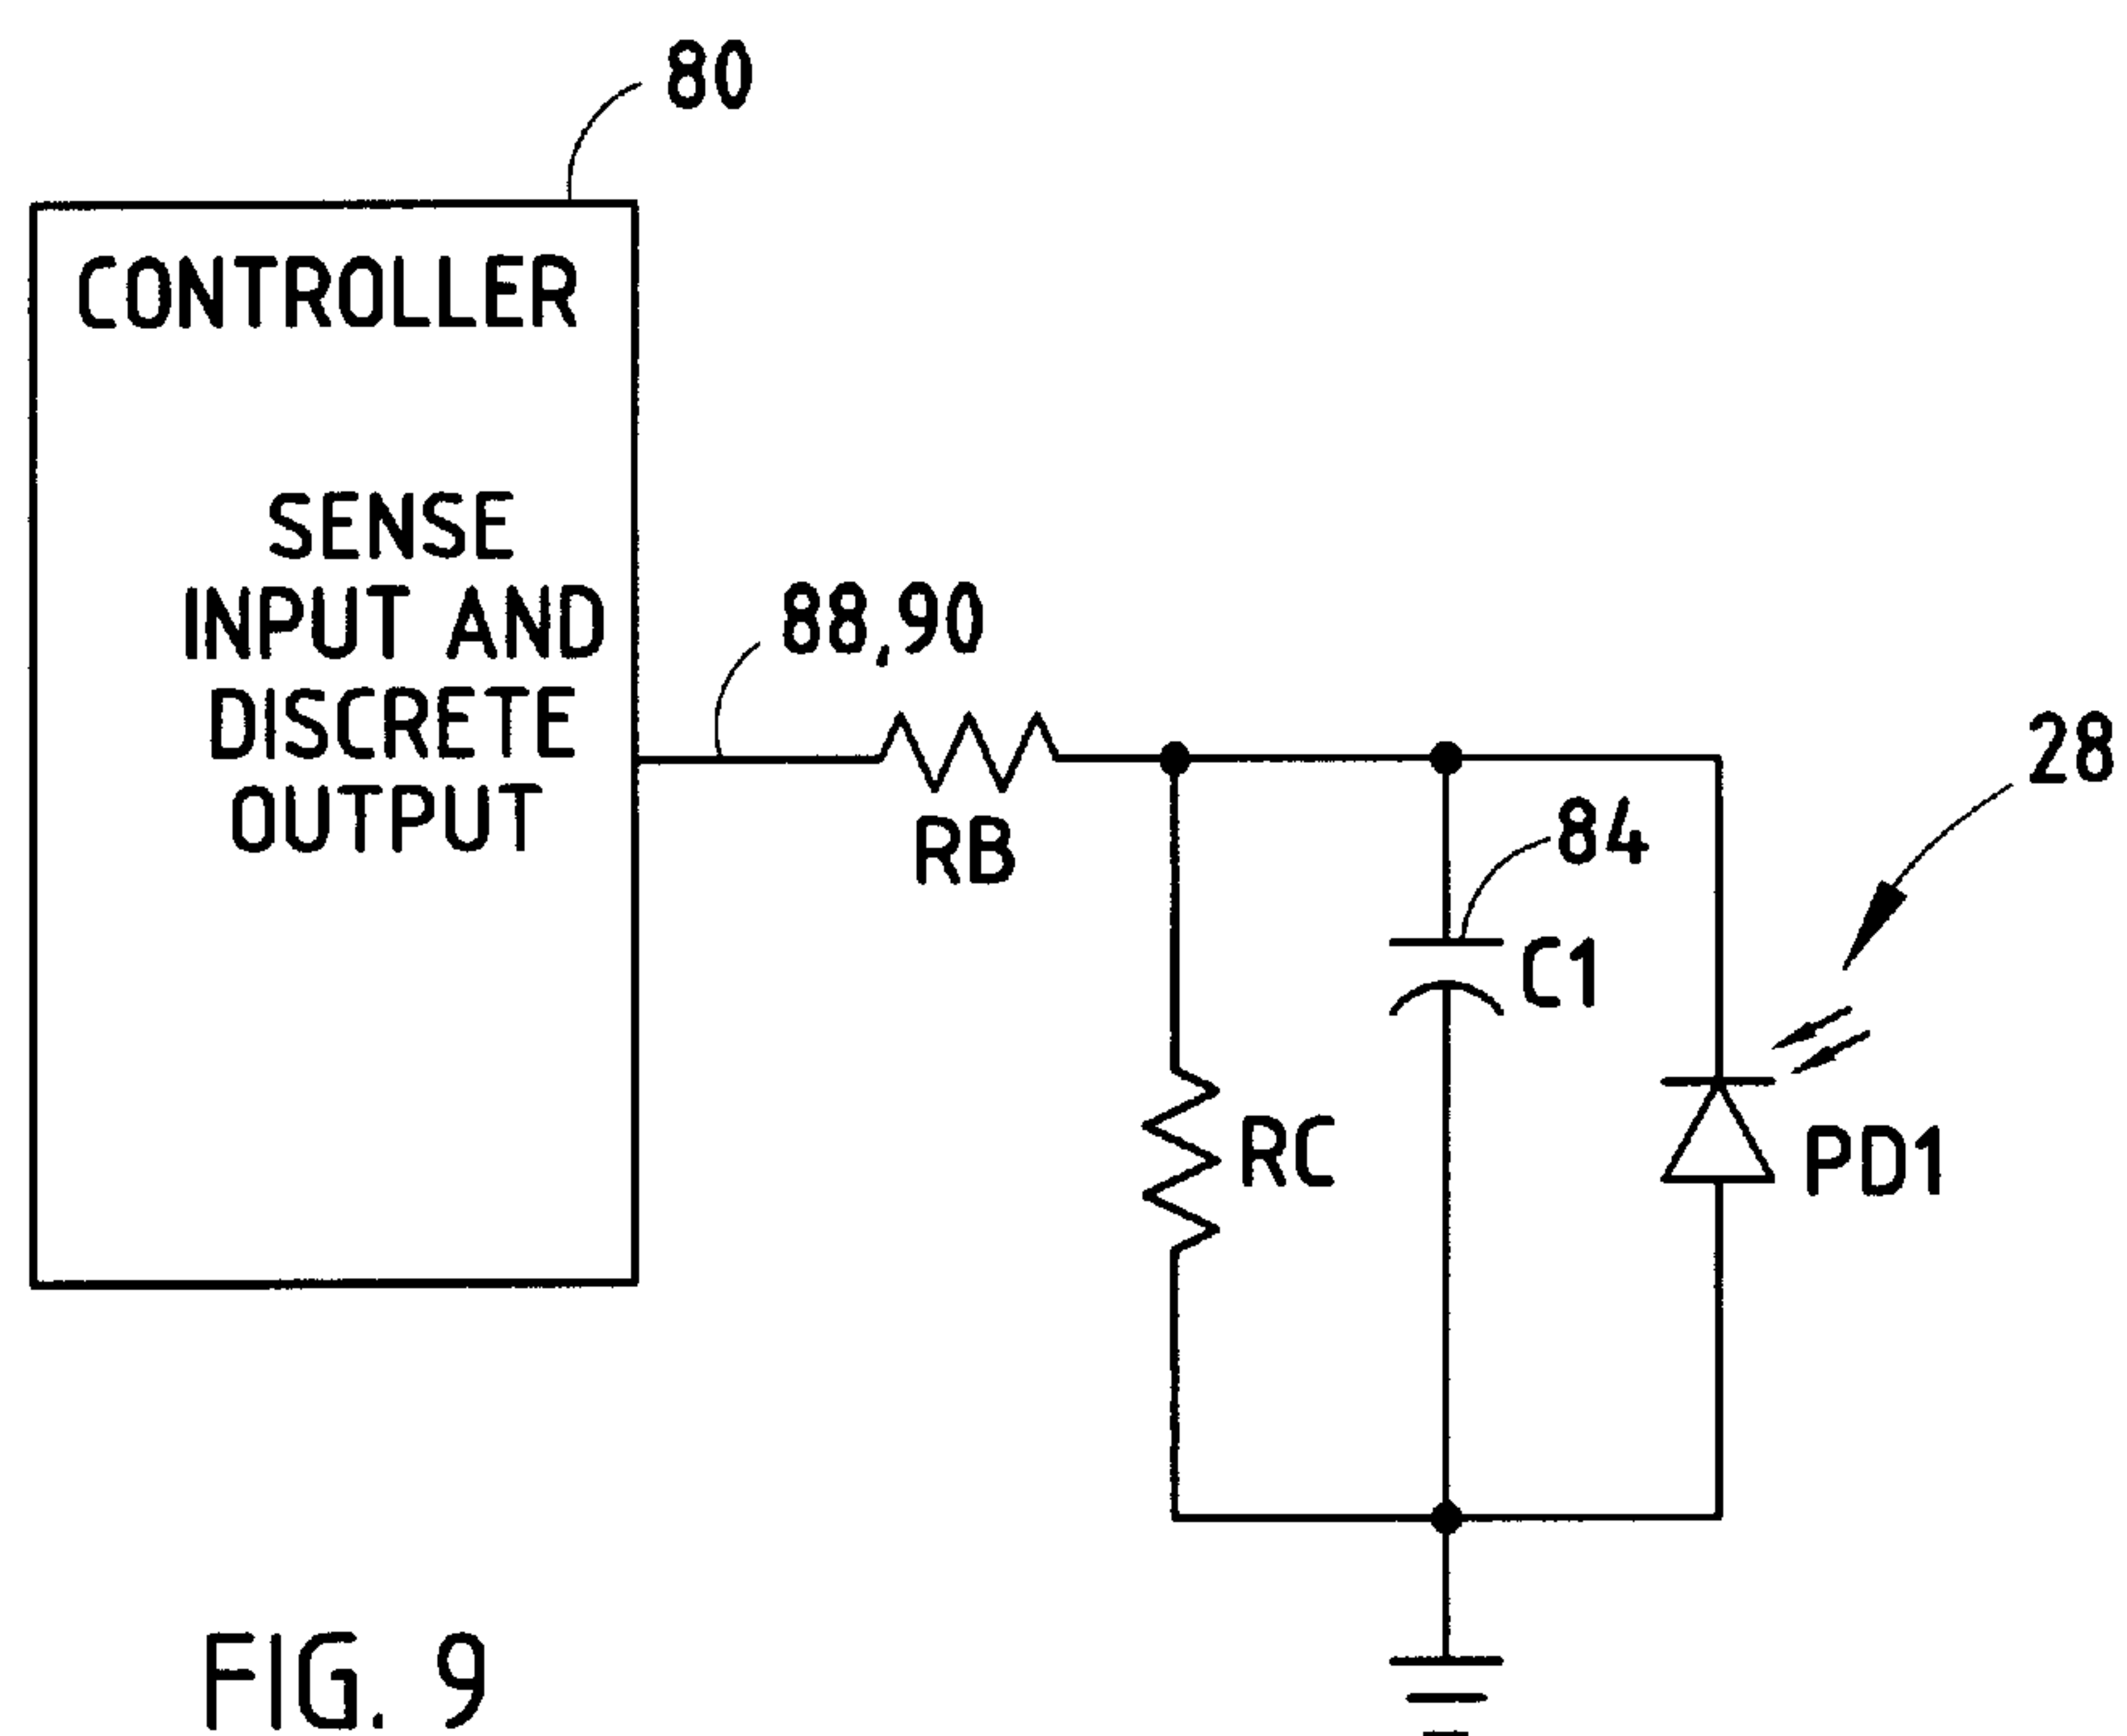 80
CONTROLLER
SENSE
INPUT AND
DISCRETE
OUTPUT
88,90
RB
28
84
C1
RC
PD1
FIG. 9